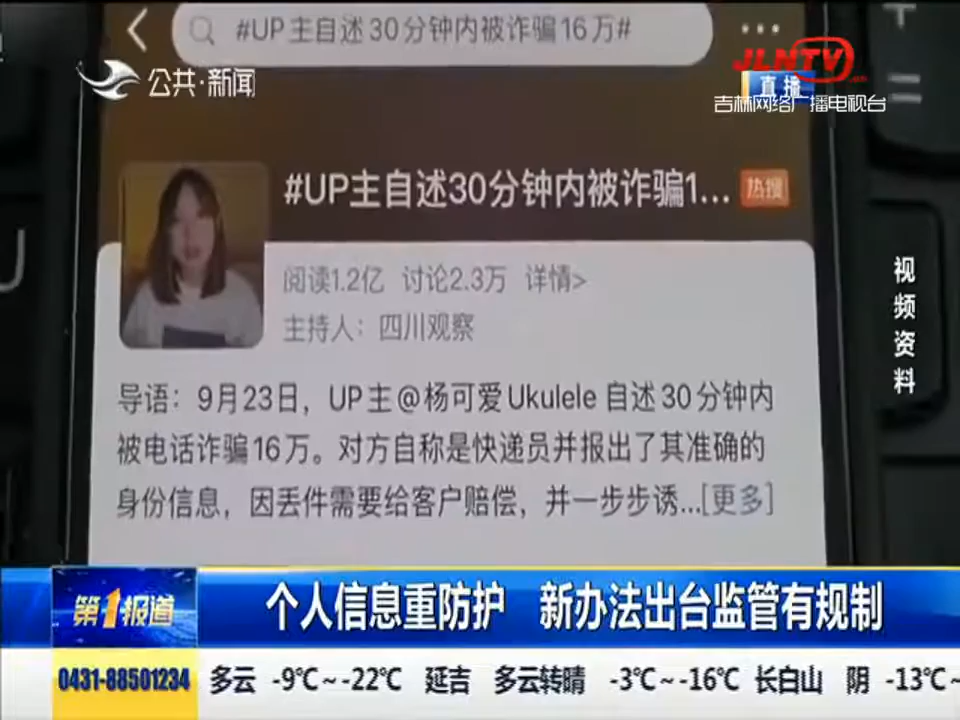 #UP主自述30分钟内被诈骗16万#
公共·新闻
JLNTV
直播
吉林网络广播电视台
#UP主自述30分钟内被诈骗1... 热搜
阅读1.2亿 讨论2.3万 详情>
主持人：四川观察
视频资料
导语：9月23日，UP主@杨可爱Ukulele自述30分钟内
被电话诈骗16万。对方自称是快递员并报出了其准确的
身份信息，因丢件需要给客户赔偿，并一步步诱...[更多]
第1报道
个人信息重防护 新办法出台监管有规制
0431-88501234
多云 -9℃~-22℃ 延吉 多云转晴 -3℃~-16℃ 长白山 阴 -13℃~